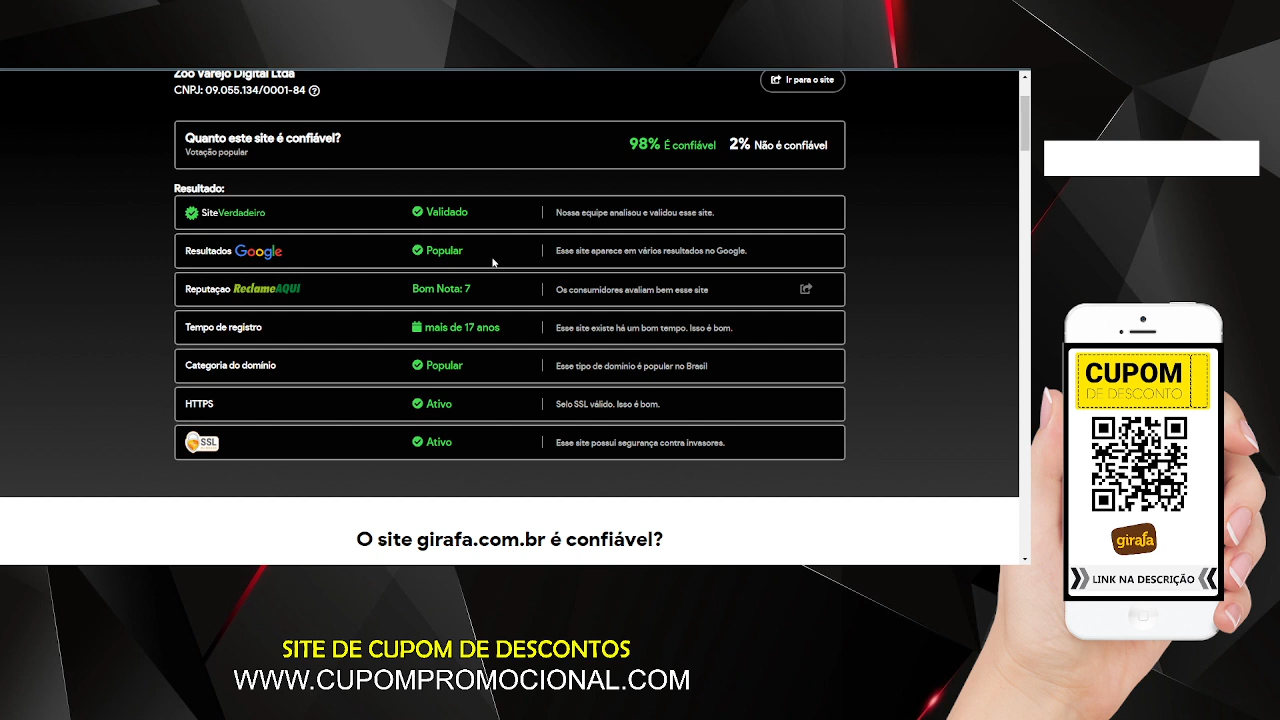 Zoo Varejo Digital Ltda
CNPJ: 09.055.134/0001-84 ?
Ir para o site
Quanto este site é confiável?
Votação popular
98% É confiável 2% Não é confiável
Resultado:
SiteVerdadeiro Validado Nossa equipe analisou e validou esse site.
Resultados Google Popular Esse site aparece em vários resultados no Google.
Reputaçao ReclameAQUI Bom Nota: 7 Os consumidores avaliam bem esse site
Tempo de registro mais de 17 anos Esse site existe há um bom tempo. Isso é bom.
Categoria do domínio Popular Esse tipo de domínio é popular no Brasil
HTTPS Ativo Selo SSL válido. Isso é bom.
SSL Ativo Esse site possui segurança contra invasores.
O site girafa.com.br é confiável?
CUPOM
DE DESCONTO
girafa
LINK NA DESCRIÇÃO
SITE DE CUPOM DE DESCONTOS
WWW.CUPOMPROMOCIONAL.COM